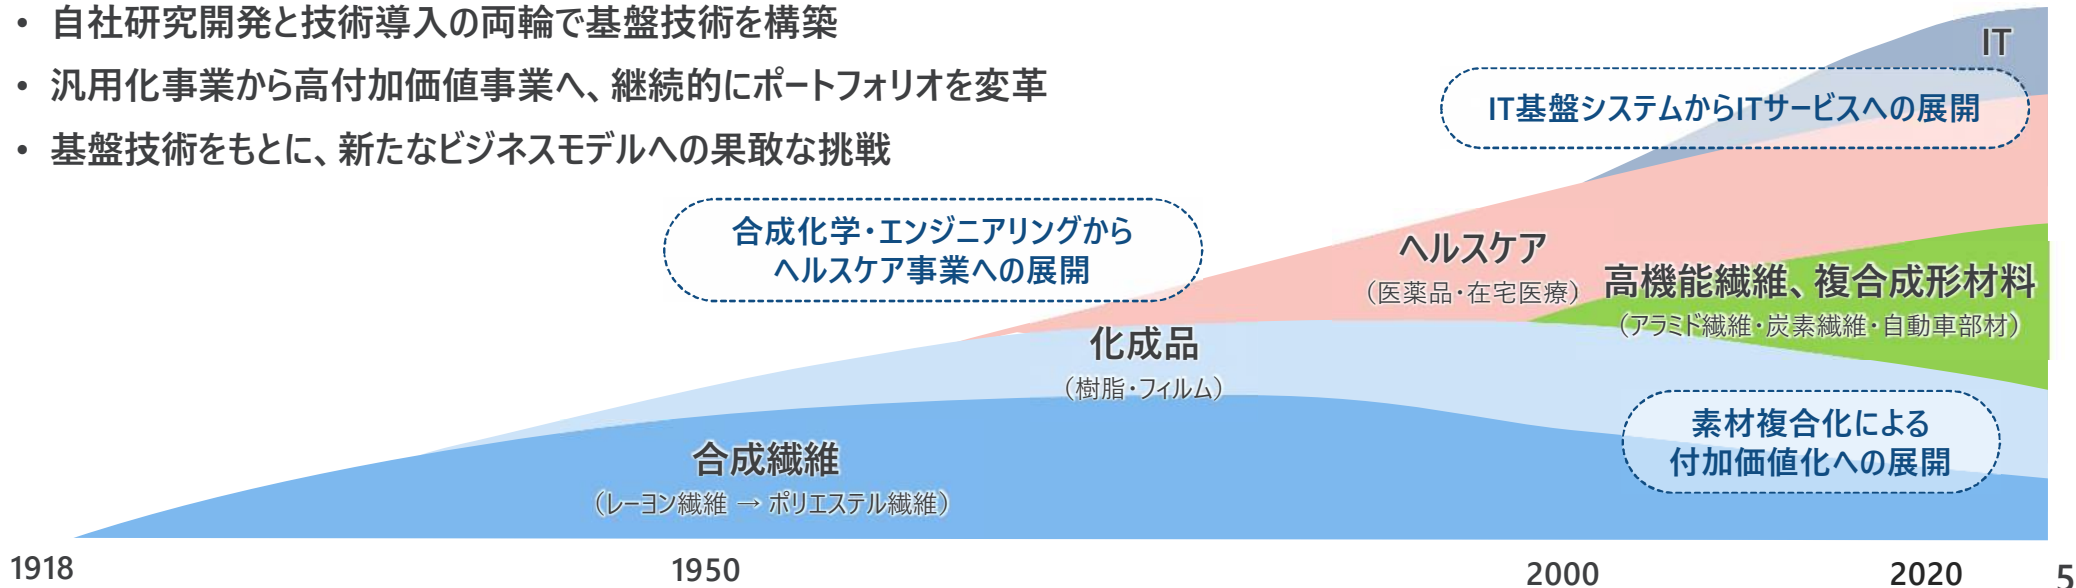 • 自社研究開発と技術導入の両輪で基盤技術を構築
• 汎用化事業から高付加価値事業へ、継続的にポートフォリオを変革
• 基盤技術をもとに、新たなビジネスモデルへの果敢な挑戦
IT
IT基盤システムからITサービスへの展開
合成化学・エンジニアリングから
ヘルスケア事業への展開
ヘルスケア
（医薬品・在宅医療）
高機能繊維、複合成形材料
（アラミド繊維・炭素繊維・自動車部材）
化成品
（樹脂・フィルム）
素材複合化による
付加価値化への展開
合成繊維
（レーヨン繊維 → ポリエステル繊維）
1918 1950 2000 2020 5